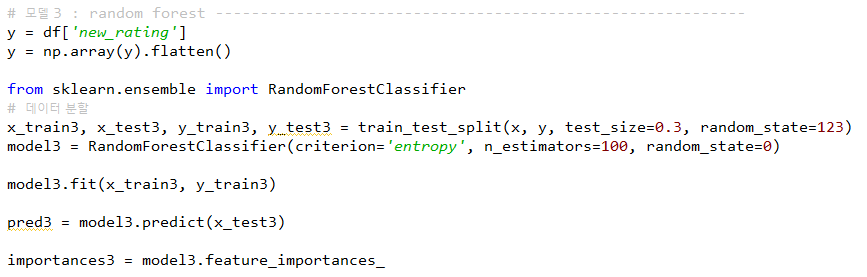 # 모델 3 : random forest ----------------------------------------------------------
y = df['new_rating']
y = np.array(y).flatten()
from sklearn.ensemble import RandomForestClassifier
# 데이터 분할
x_train3, x_test3, y_train3, y_test3 = train_test_split(x, y, test_size=0.3, random_state=123)
model3 = RandomForestClassifier(criterion='entropy', n_estimators=100, random_state=0)
model3.fit(x_train3, y_train3)
pred3 = model3.predict(x_test3)
importances3 = model3.feature_importances_